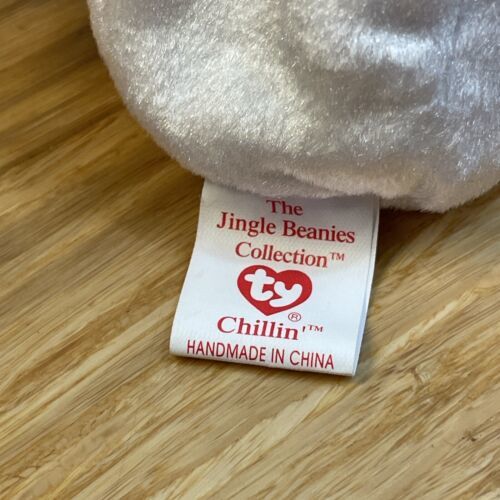 The
Jingle Beanies
Collection™
ty
®
Chillin'™
HANDMADE IN CHINA